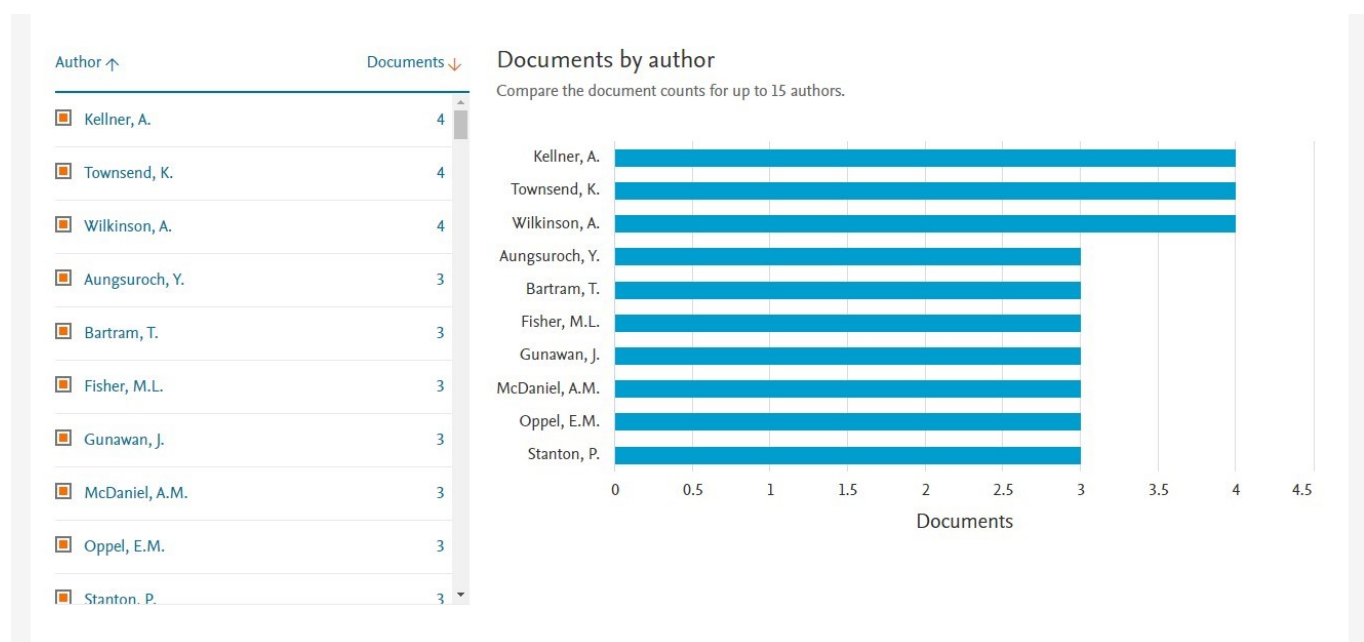 Author ↑ Documents ↓
Kellner, A. 4
Townsend, K. 4
Wilkinson, A. 4
Aungsuroch, Y. 3
Bartram, T. 3
Fisher, M.L. 3
Gunawan, J. 3
McDaniel, A.M. 3
Oppel, E.M. 3
Stanton, P. 3
Documents by author
Compare the document counts for up to 15 authors.
Kellner, A.
Townsend, K.
Wilkinson, A.
Aungsuroch, Y.
Bartram, T.
Fisher, M.L.
Gunawan, J.
McDaniel, A.M.
Oppel, E.M.
Stanton, P.
0 0.5 1 1.5 2 2.5 3 3.5 4 4.5
Documents